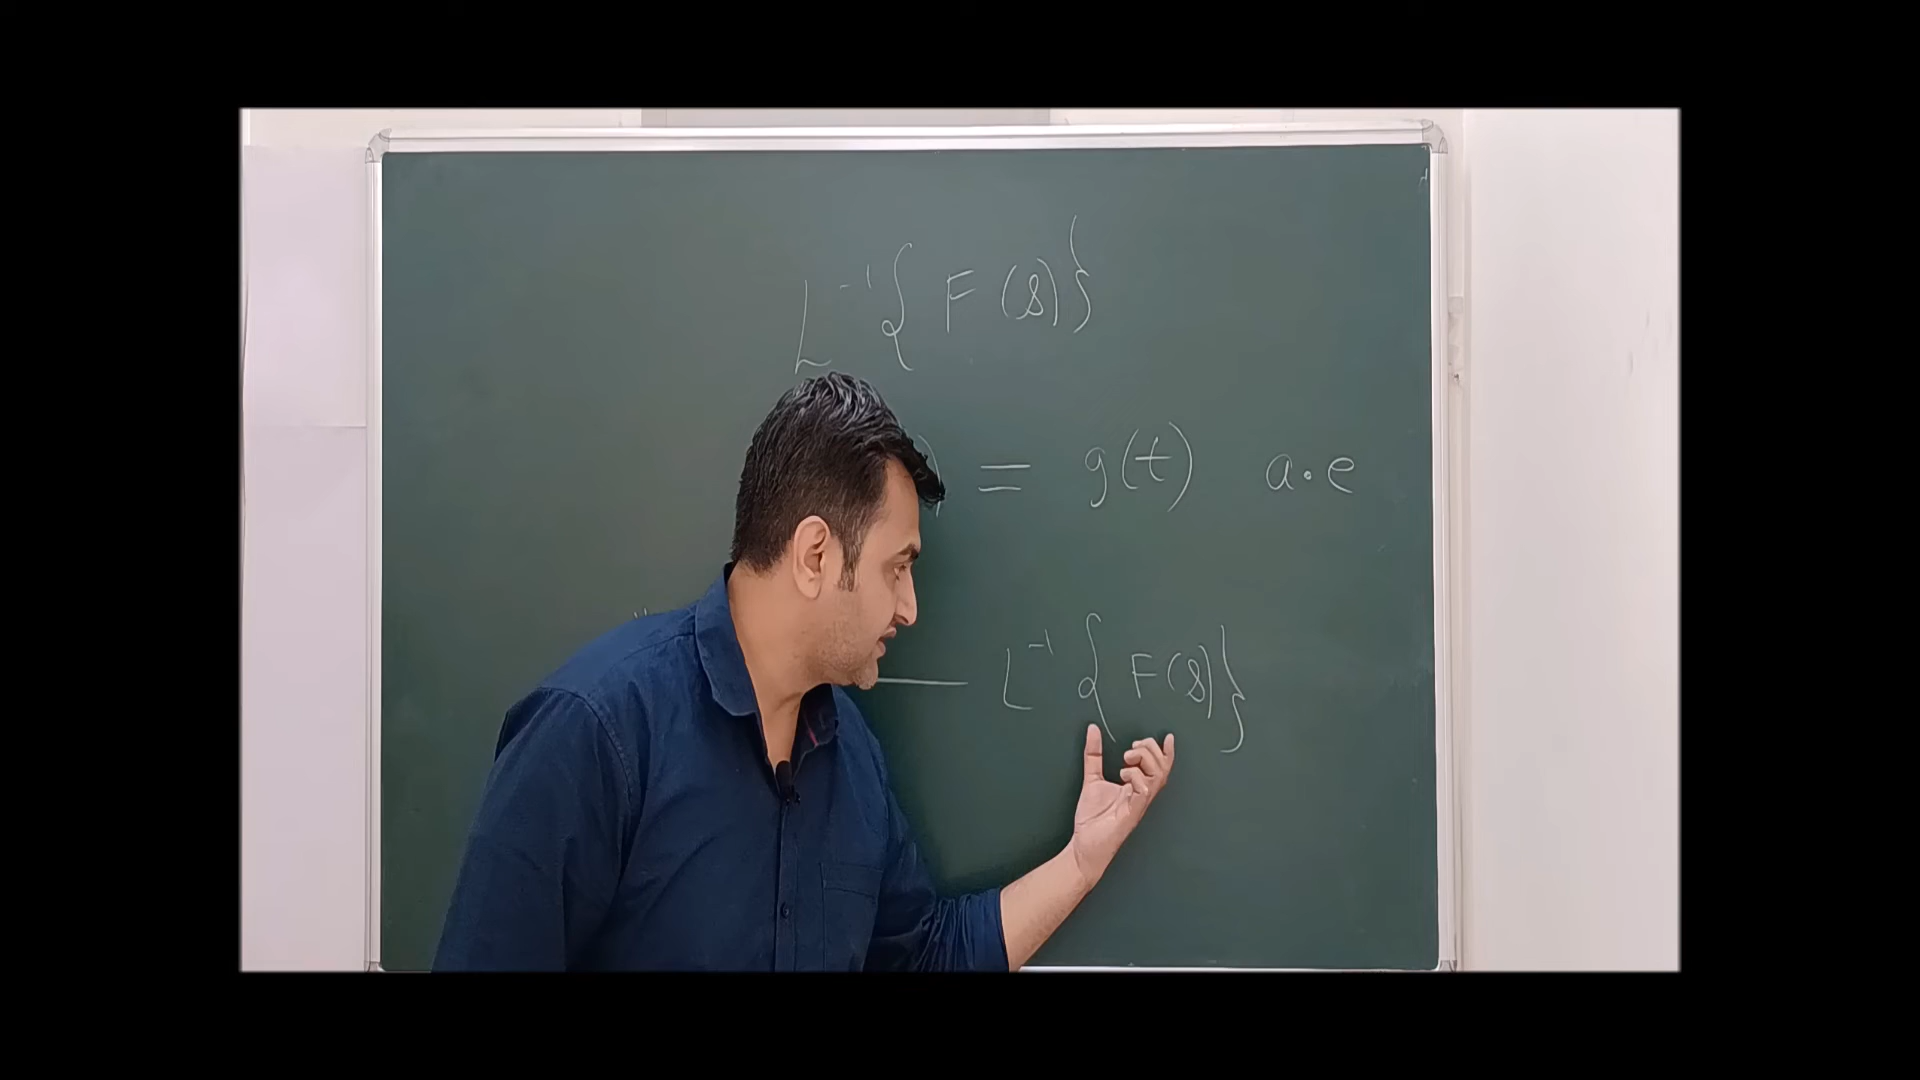 L⁻¹{ F(s)}
) = g(t) a.e
— L⁻¹ { F(s)}